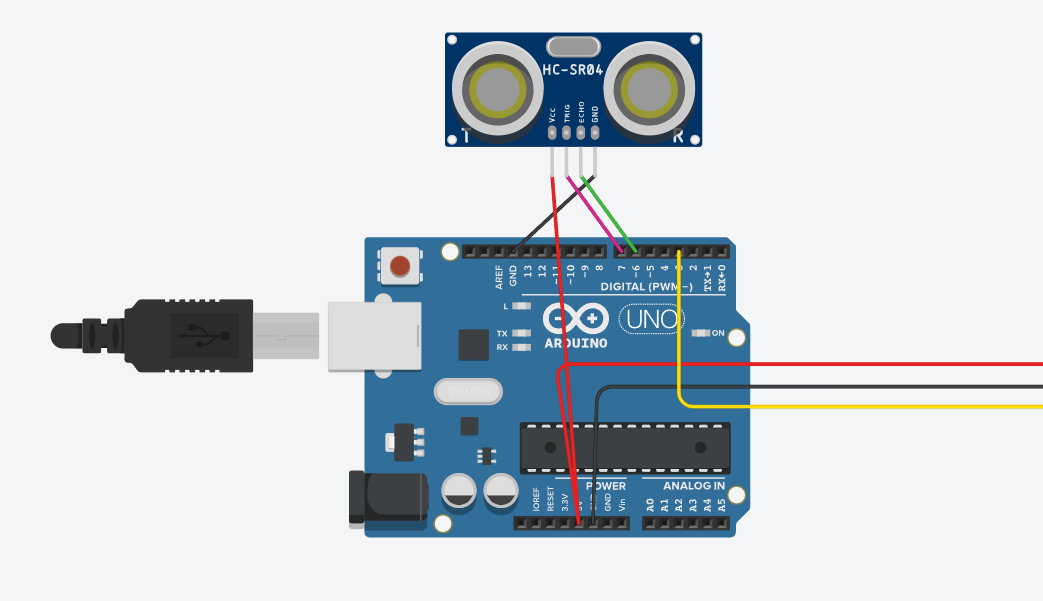 HC-SR04
VCC
TRIG
ECHO
GND
T
R
AREF
GND
13
12
~11
~10
~9
8
7
~6
~5
4
2
TX→1
RX←0
DIGITAL (PWM~)
L
TX
RX
ARDUINO
UNO
ON
POWER
ANALOG IN
IOREF
RESET
3.3V
5V
GND
Vin
A0
A1
A2
A3
A4
A5